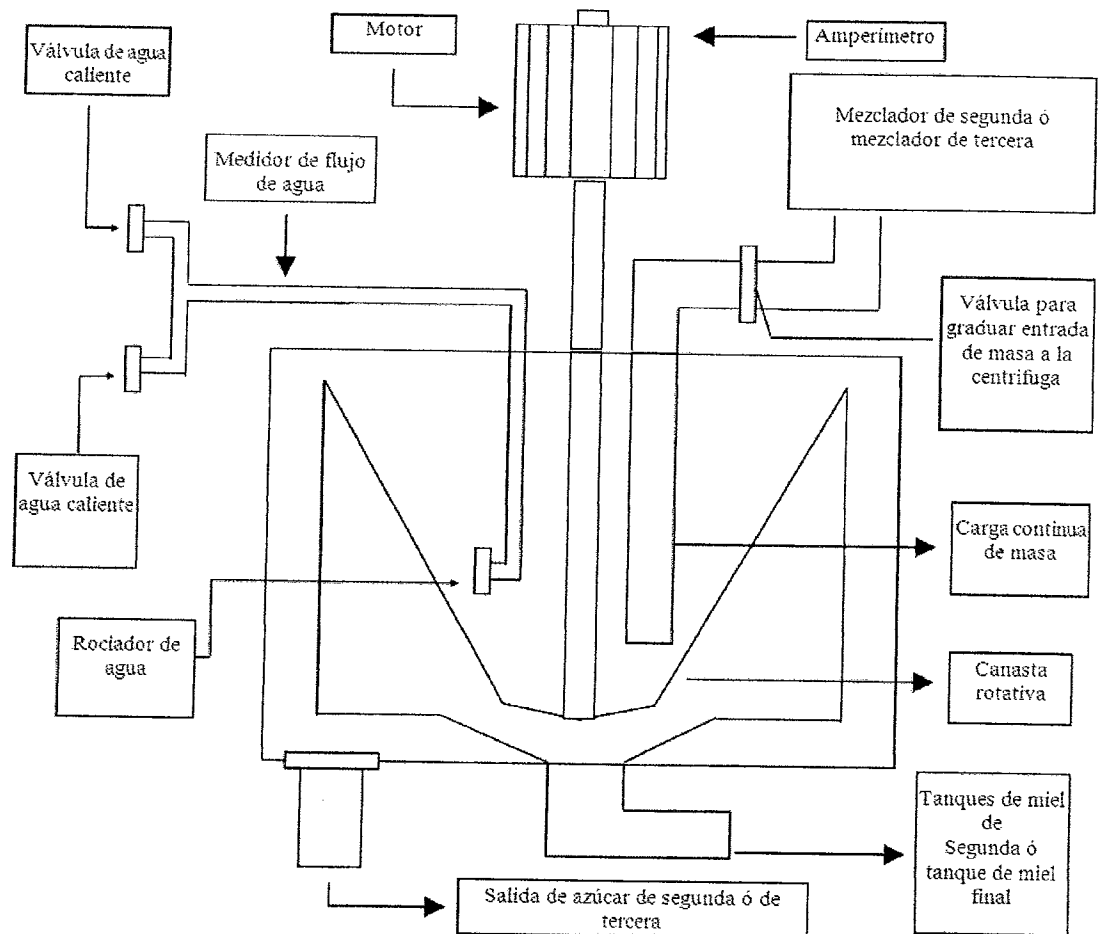 Motor
Amperímetro
Válvula de agua
caliente
Mezclador de segunda ó
mezclador de tercera
Medidor de flujo
de agua
Válvula para
graduar entrada
de masa a la
centrifuga
Válvula de
agua caliente
Carga continua
de masa
Rociador de
agua
Canasta
rotativa
Tanques de miel
de
Segunda ó
tanque de miel
final
Salida de azúcar de segunda ó de
tercera